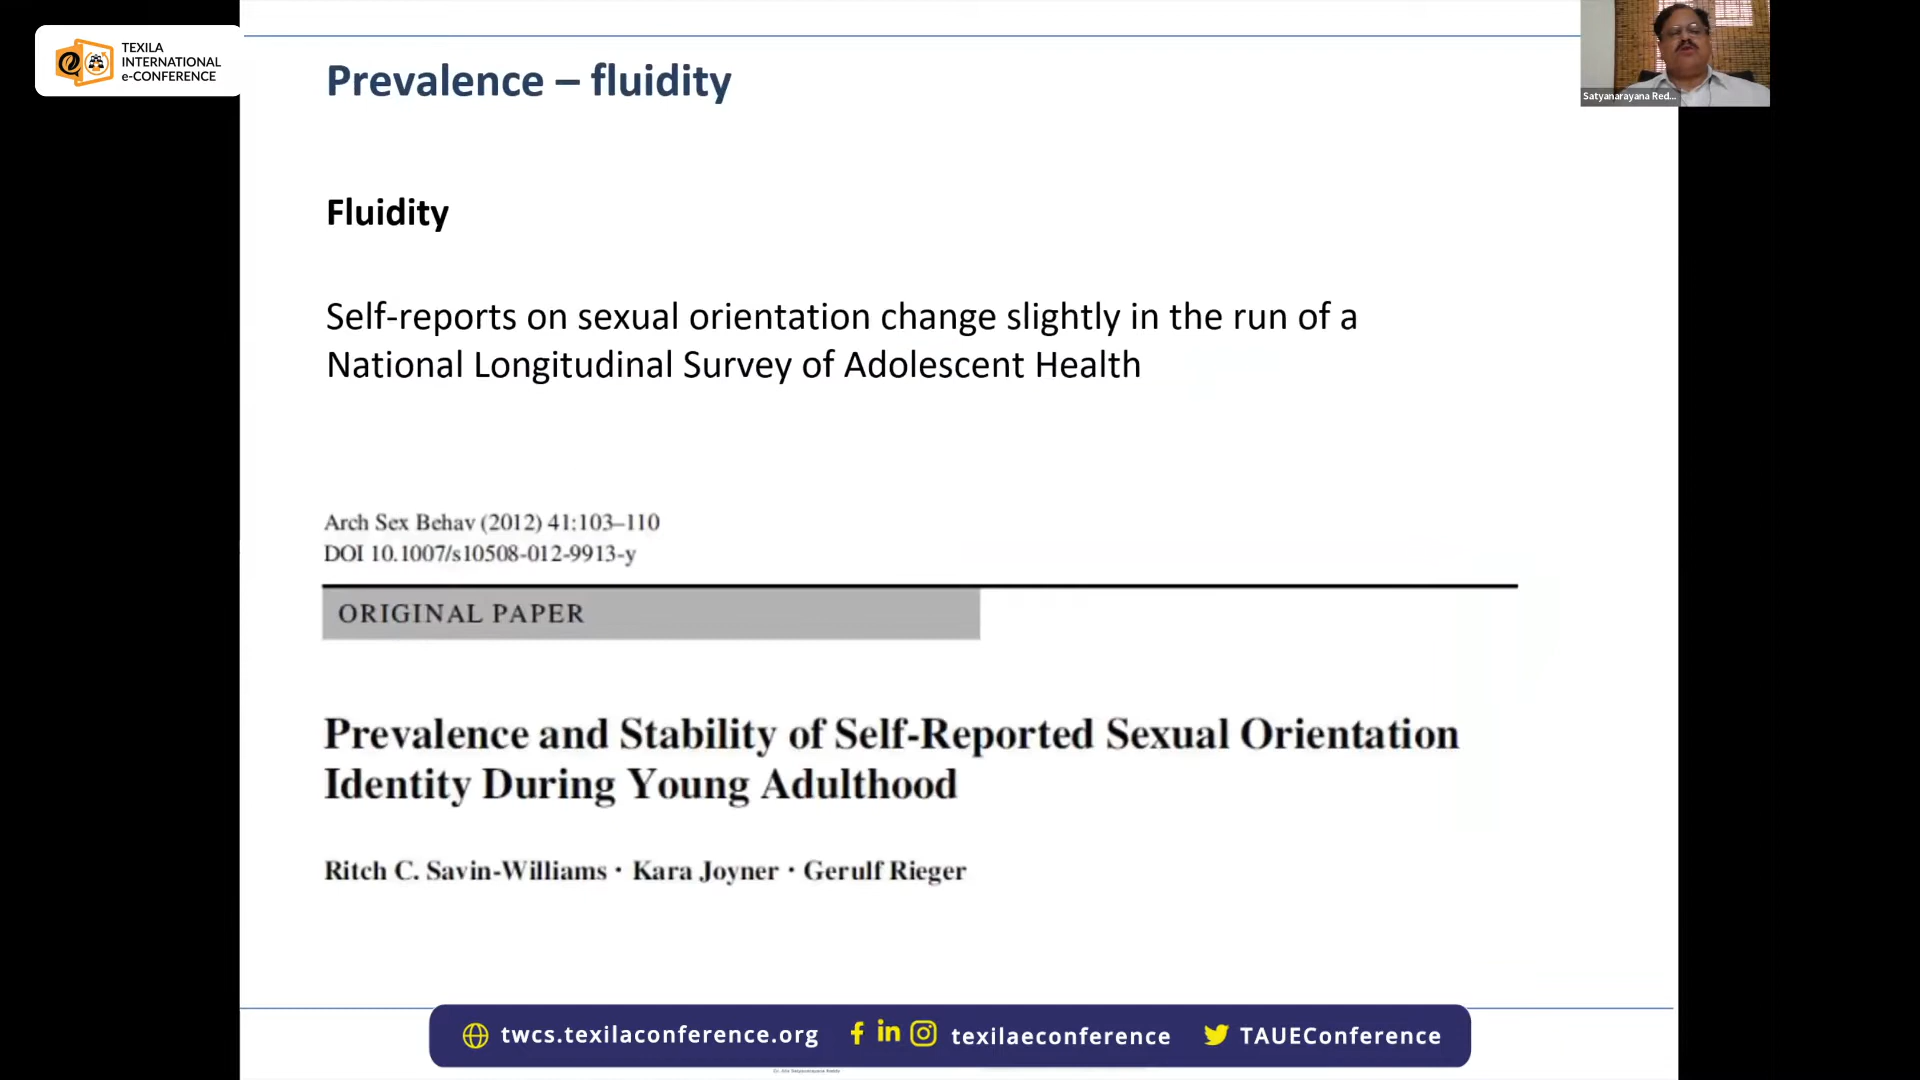 TEXILA
INTERNATIONAL
e-CONFERENCE
Prevalence – fluidity
Satyanarayana Red...
Fluidity
Self-reports on sexual orientation change slightly in the run of a
National Longitudinal Survey of Adolescent Health
Arch Sex Behav (2012) 41:103–110
DOI 10.1007/s10508-012-9913-y
ORIGINAL PAPER
Prevalence and Stability of Self-Reported Sexual Orientation
Identity During Young Adulthood
Ritch C. Savin-Williams · Kara Joyner · Gerulf Rieger
twcs.texilaconference.org texilaeconference TAUEConference